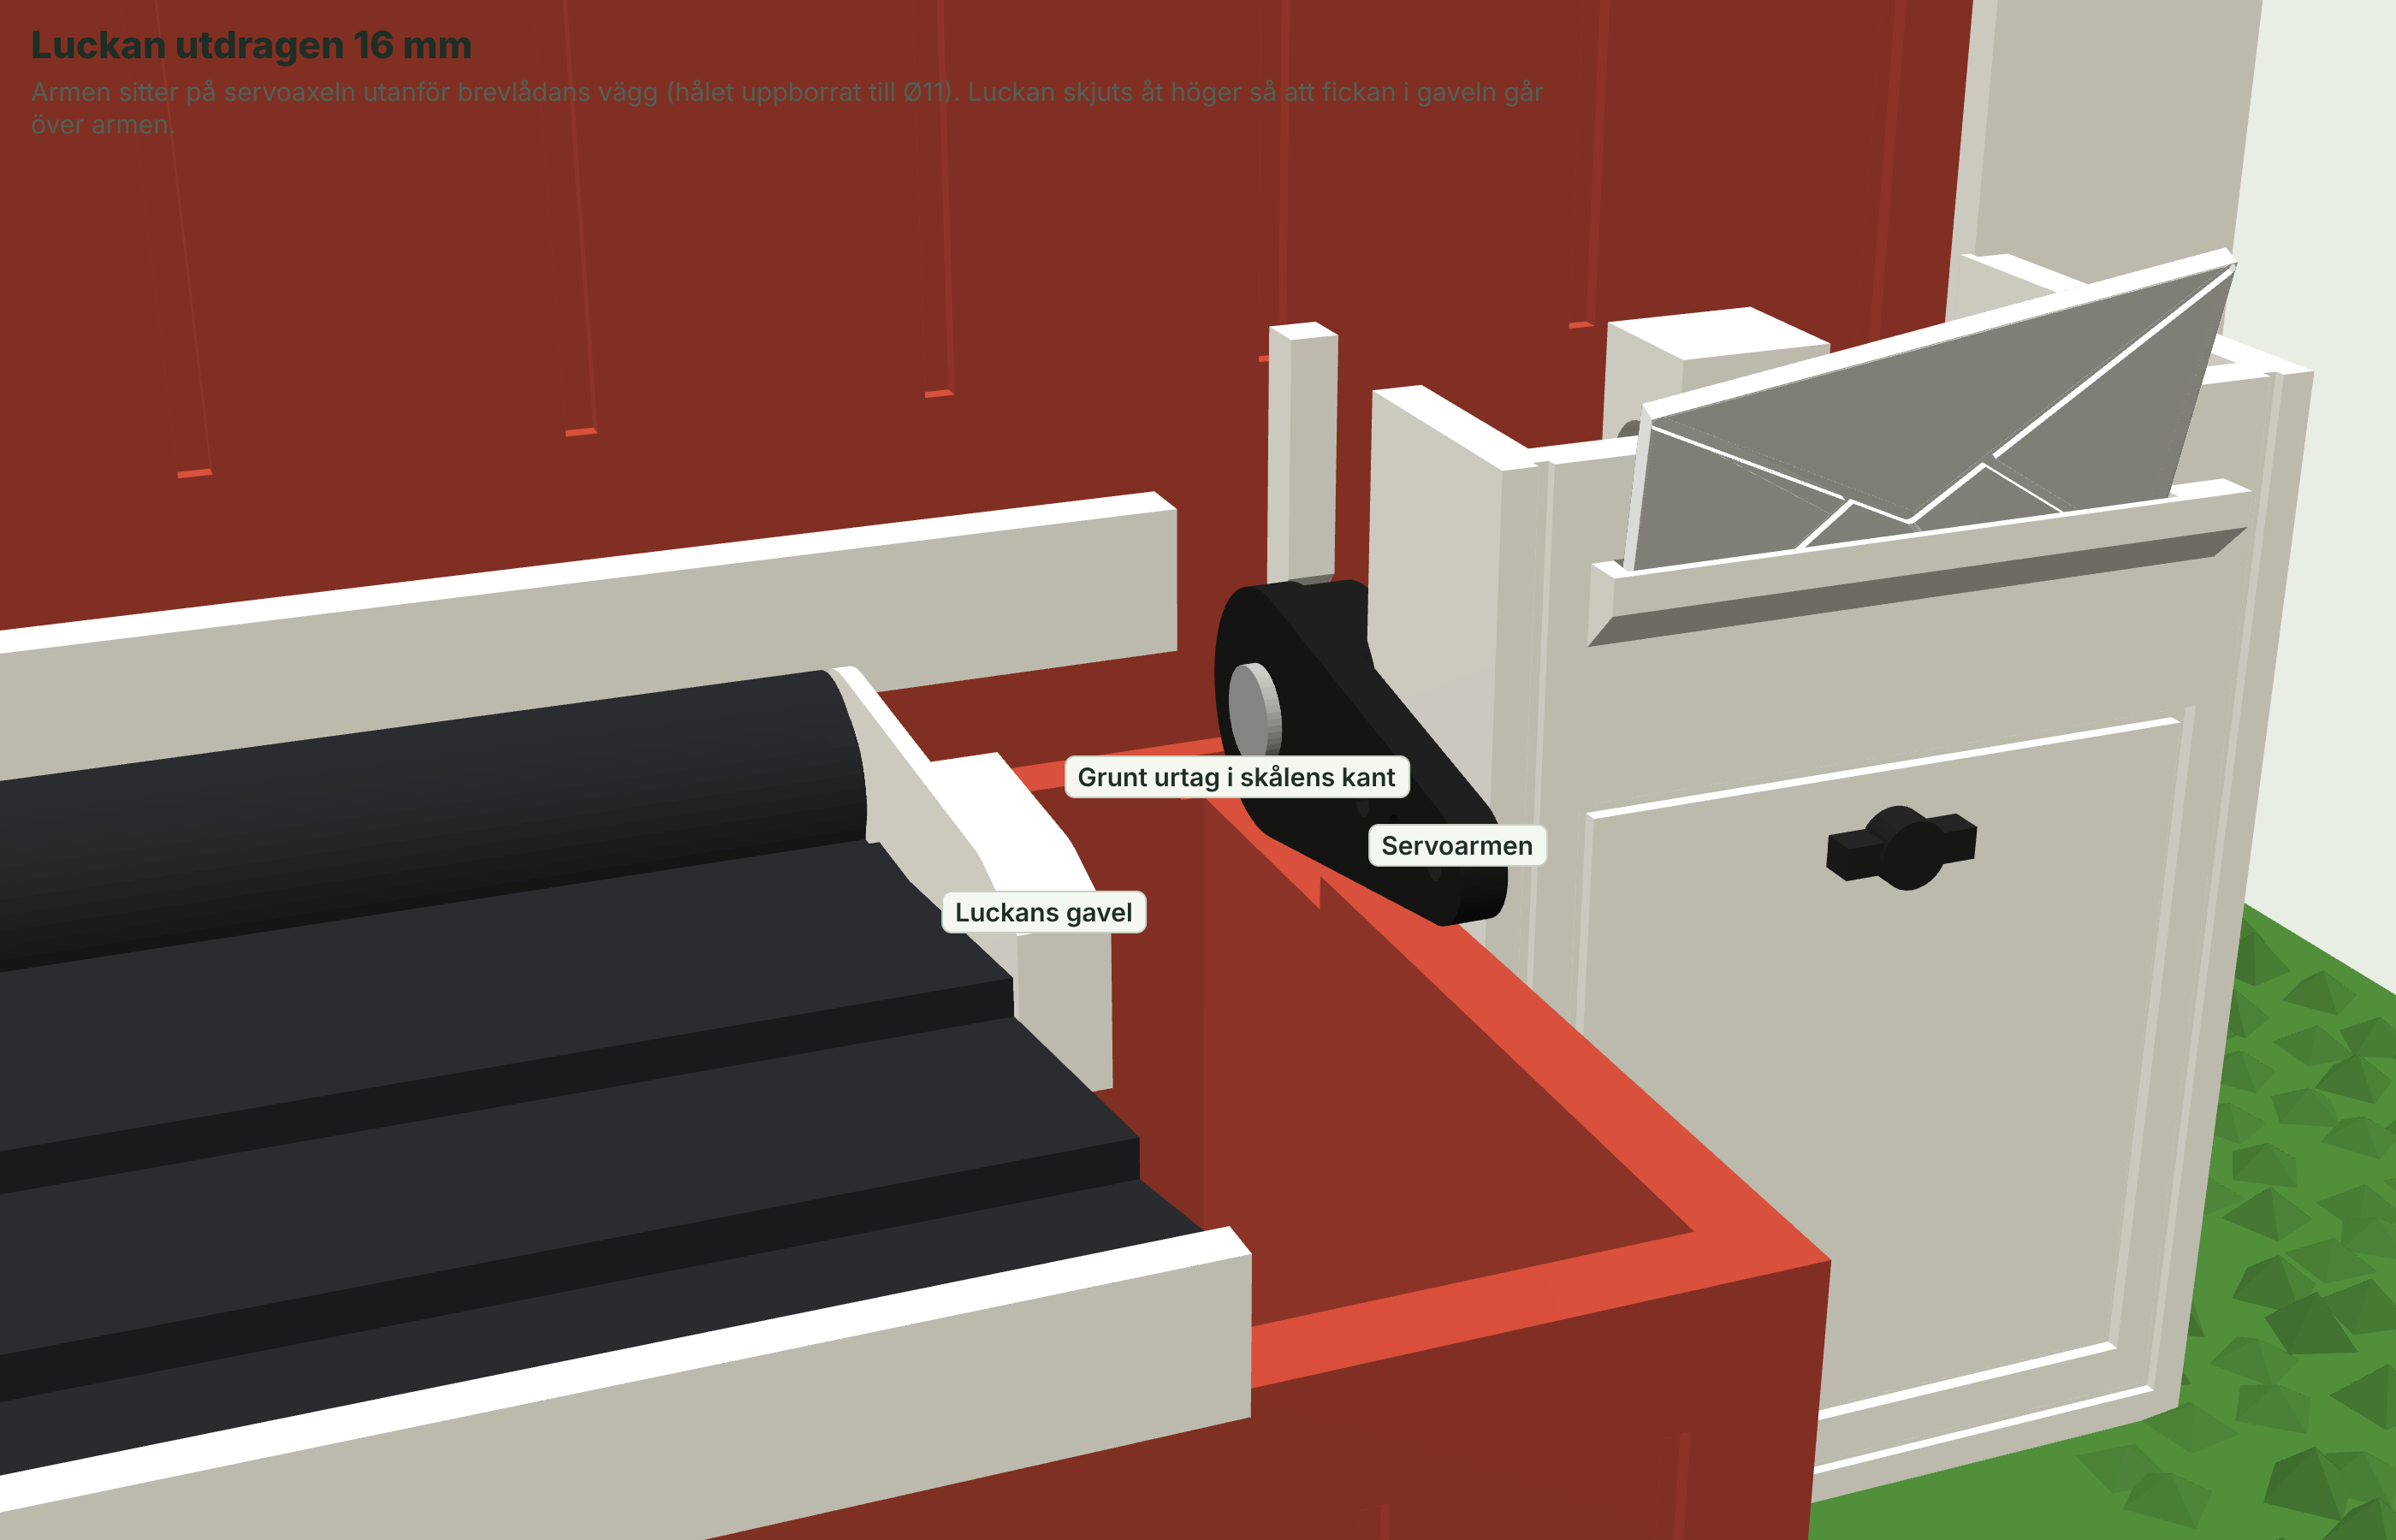 Luckan utdragen 16 mm
Armen sitter på servoaxeln utanför brevlådans vägg (hålet uppborrat till Ø11). Luckan skjuts åt höger så att fickan i gaveln går
över armen.
Grunt urtag i skålens kant
Servoarmen
Luckans gavel